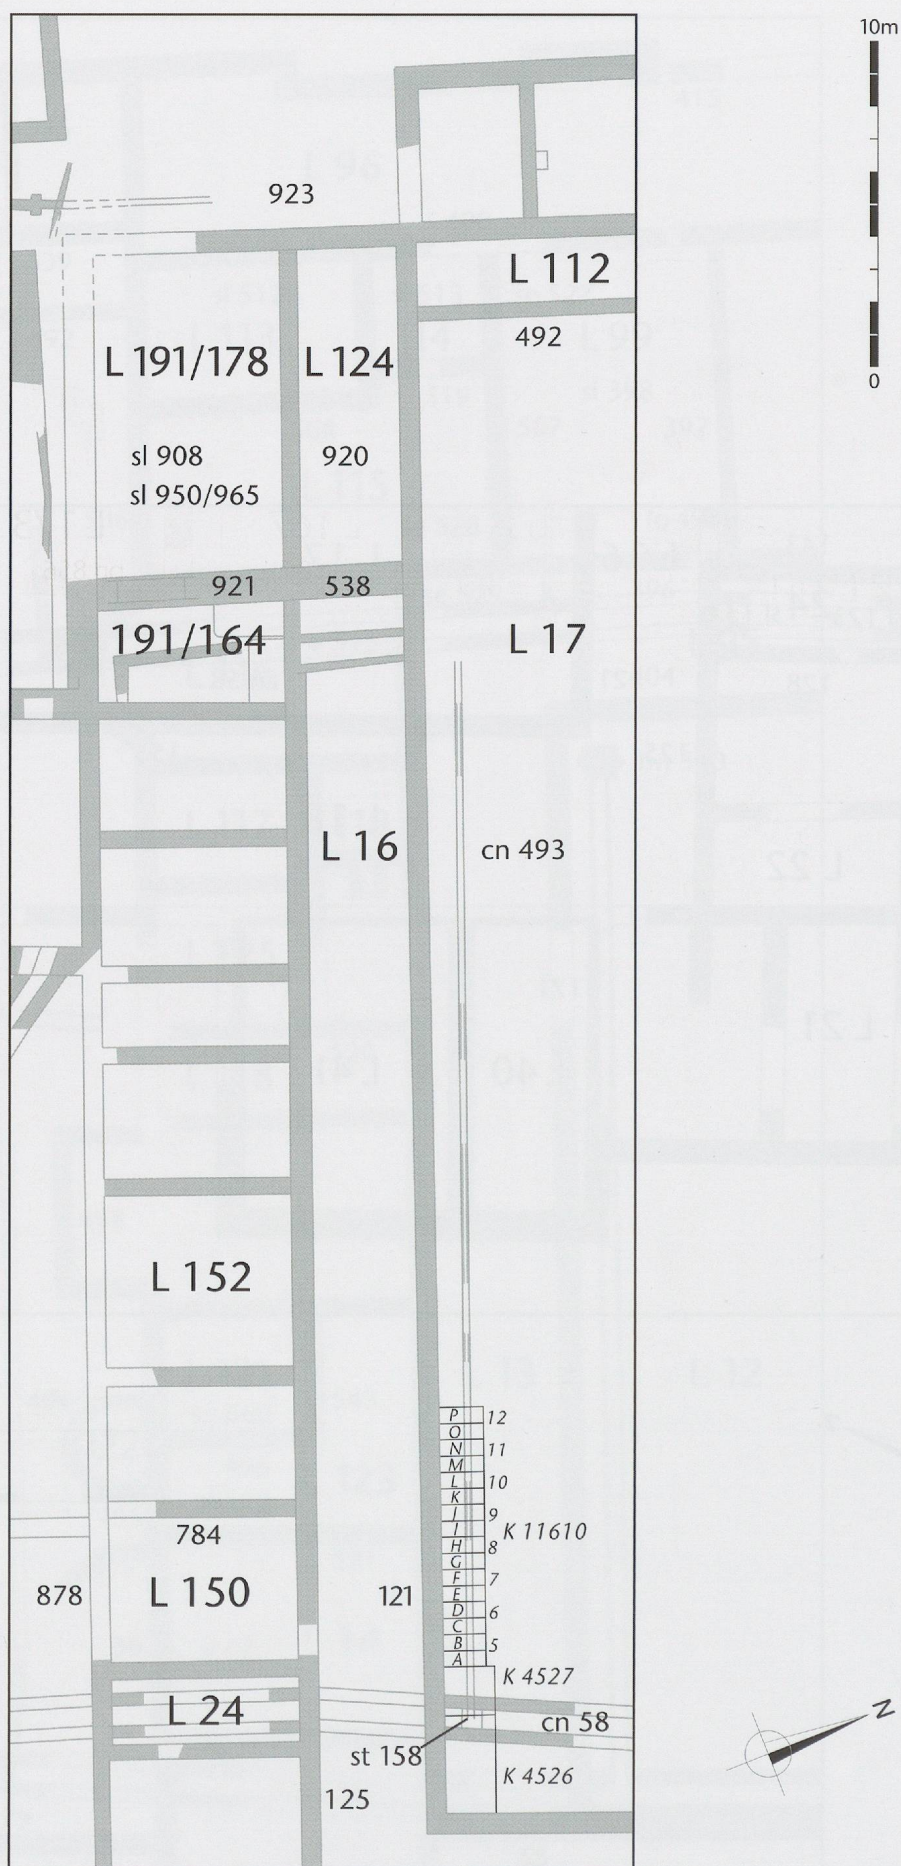 10m
923
L 112
492
0
L 191/178
L 124
sl 908
920
sl 950/965
921
538
191/164
L 17
L 16
cn 493
L 152
P
12
O
N
11
M
L
10
K
J
9
I
K 11610
H
8
G
F
7
E
D
6
C
B
5
A
784
L 150
878
121
K 4527
L 24
cn 58
st 158
K 4526
125
N